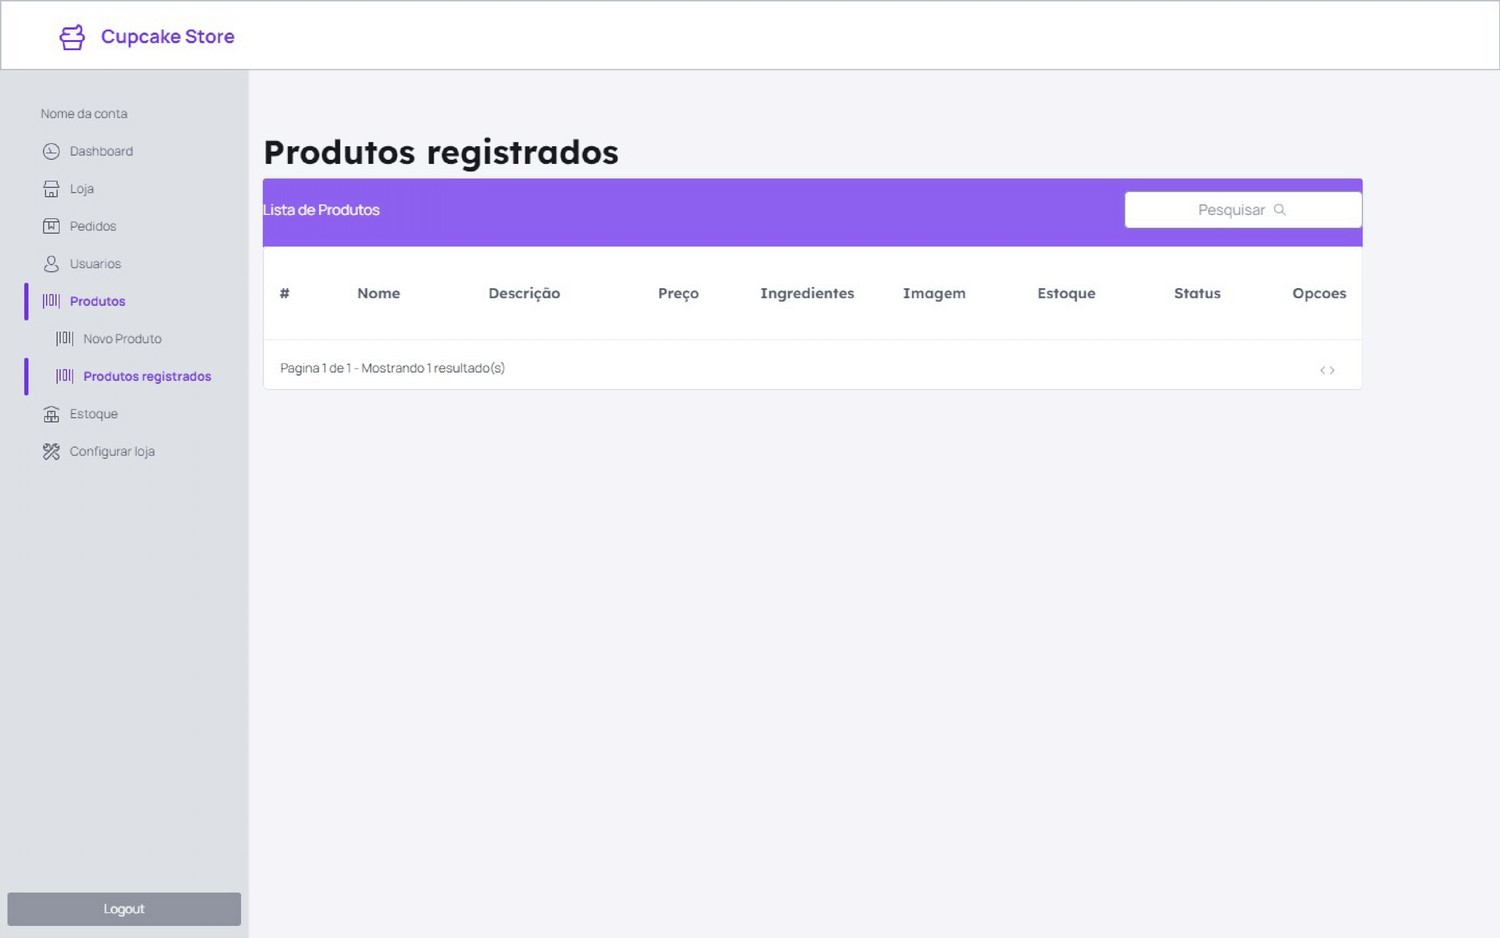 Cupcake Store
Nome da conta
Dashboard
Loja
Pedidos
Usuarios
Produtos
Novo Produto
Produtos registrados
Estoque
Configurar loja
Logout
Produtos registrados
Lista de Produtos
Pesquisar
# Nome Descrição Preço Ingredientes Imagem Estoque Status Opcoes
Pagina 1 de 1 - Mostrando 1 resultado(s)
< >